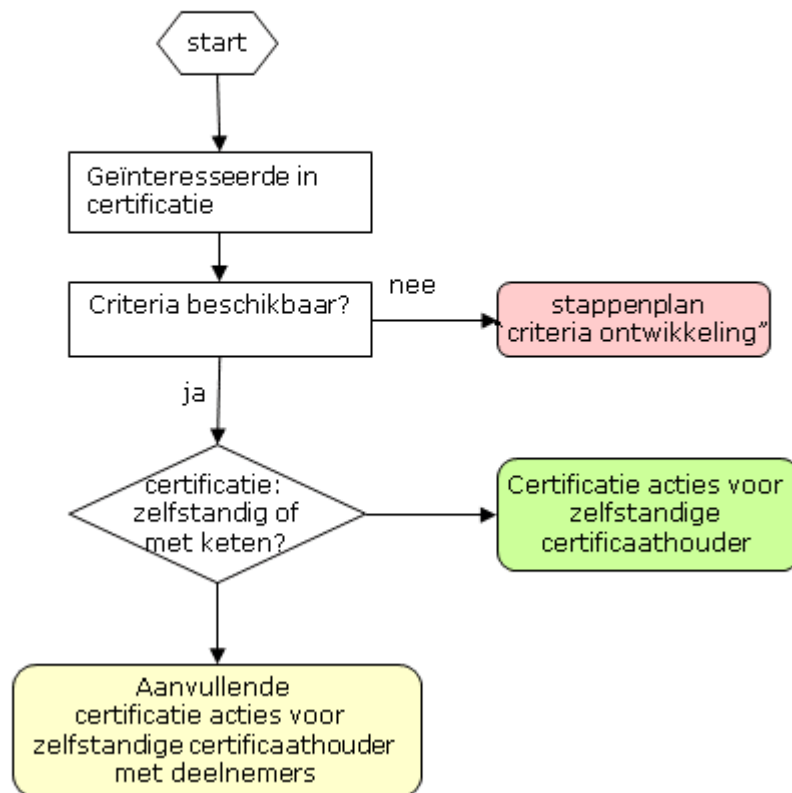 start
Geïnteresseerde in
certificatie
Criteria beschikbaar?
nee
stappenplan
“criteria ontwikkeling”
ja
certificatie:
zelfstandig of
met keten?
Certificatie acties voor
zelfstandige
certificaathouder
Aanvullende
certificatie acties voor
zelfstandige certificaathouder
met deelnemers